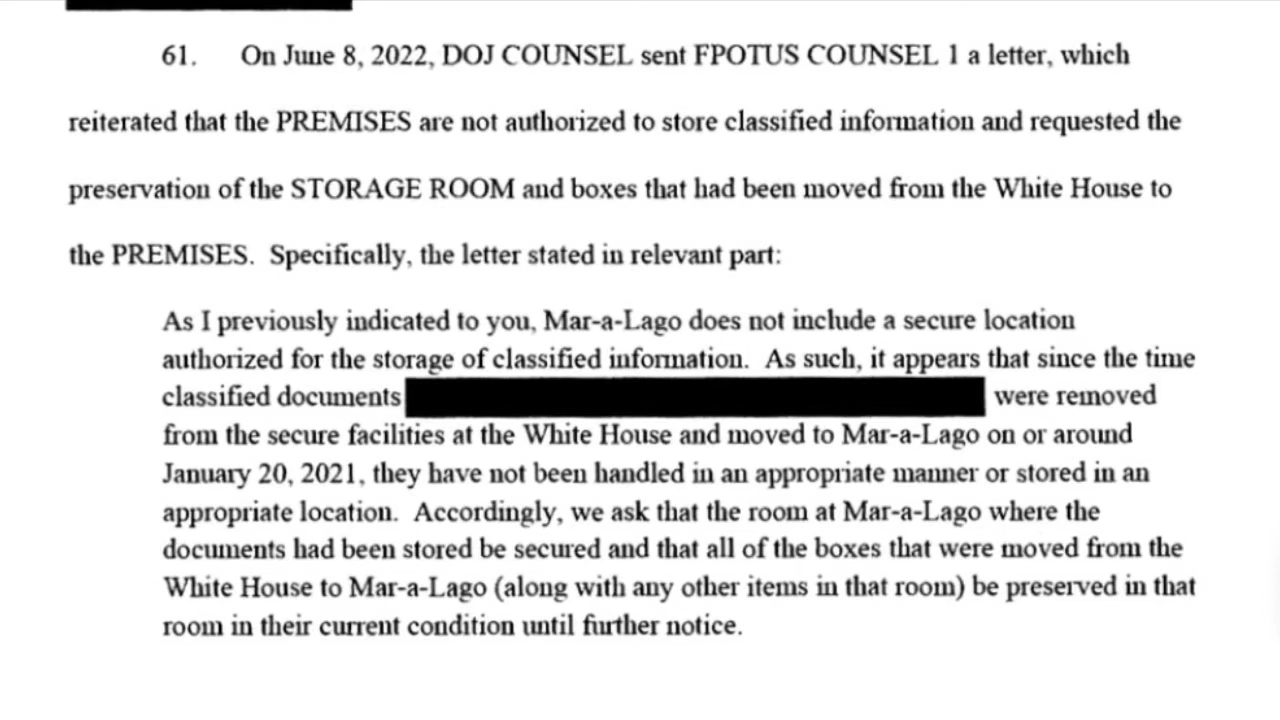 61. On June 8, 2022, DOJ COUNSEL sent FPOTUS COUNSEL 1 a letter, which
reiterated that the PREMISES are not authorized to store classified information and requested the
preservation of the STORAGE ROOM and boxes that had been moved from the White House to
the PREMISES. Specifically, the letter stated in relevant part:
As I previously indicated to you, Mar-a-Lago does not include a secure location
authorized for the storage of classified information. As such, it appears that since the time
classified documents were removed
from the secure facilities at the White House and moved to Mar-a-Lago on or around
January 20, 2021, they have not been handled in an appropriate manner or stored in an
appropriate location. Accordingly, we ask that the room at Mar-a-Lago where the
documents had been stored be secured and that all of the boxes that were moved from the
White House to Mar-a-Lago (along with any other items in that room) be preserved in that
room in their current condition until further notice.